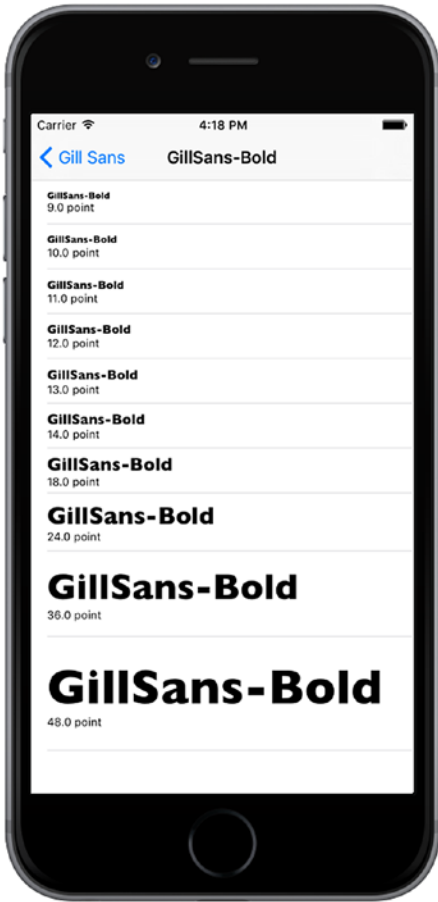 Carrier 4:18 PM
Gill Sans GillSans-Bold
GillSans-Bold
9.0 point
GillSans-Bold
10.0 point
GillSans-Bold
11.0 point
GillSans-Bold
12.0 point
GillSans-Bold
13.0 point
GillSans-Bold
14.0 point
GillSans-Bold
18.0 point
GillSans-Bold
24.0 point
GillSans-Bold
36.0 point
GillSans-Bold
48.0 point